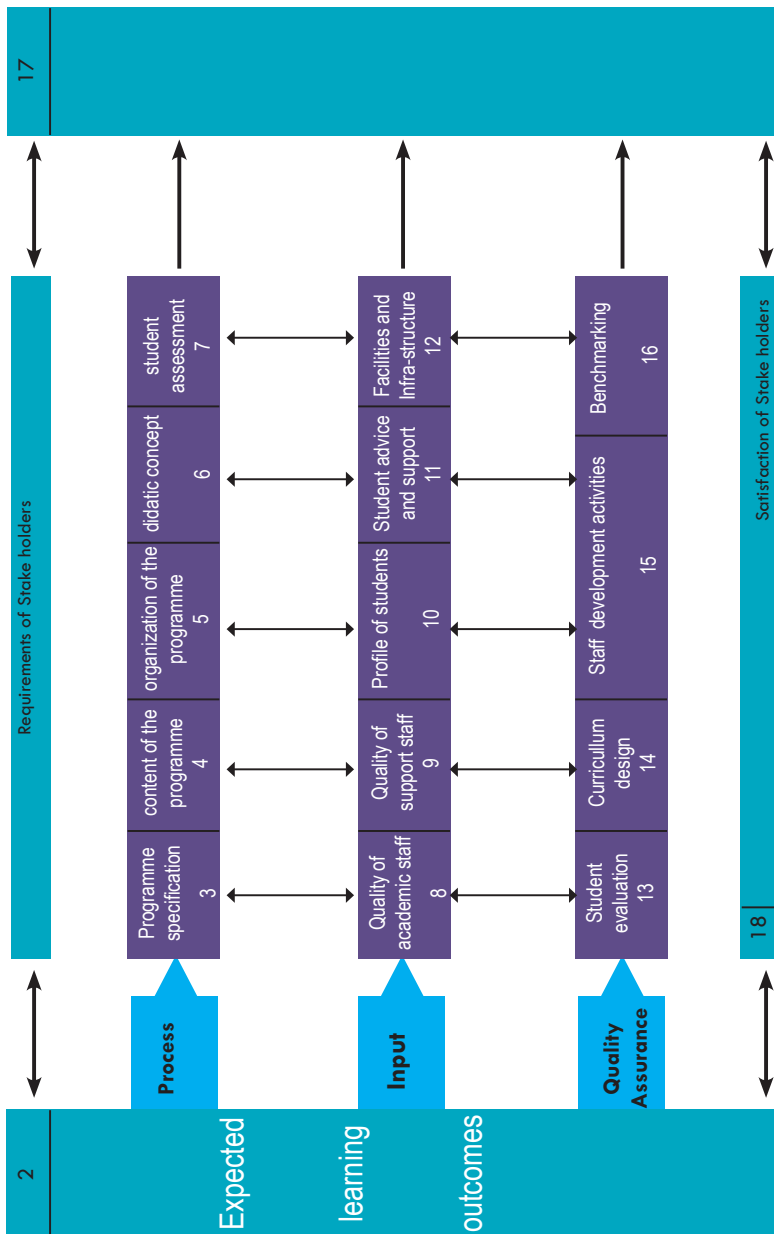 Requirements of Stake holders
2
Expected
learning
outcomes
17
Process
Programme
specification
3
content of the
programme
4
organization of the
programme
5
didatic concept
6
student
assessment
7
Input
Quality of
academic staff
8
Quality of
support staff
9
Profile of students
10
Student advice
and support
11
Facilities and
Infra-structure
12
Quality
Assurance
Student
evaluation
13
Curricullum
design
14
Staff development activities
15
Benchmarking
16
18
Satisfaction of Stake holders